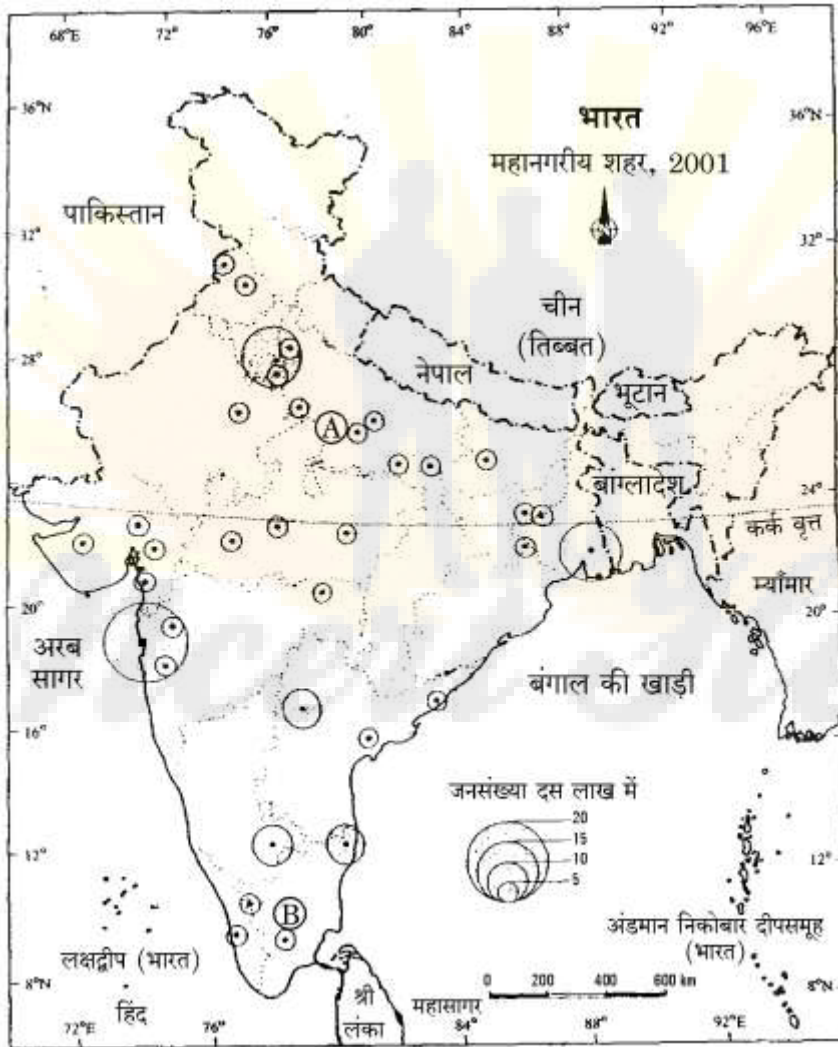 68°E 72° 76° 80° 84° 88° 92° 96°E
36°N
36°N
भारत
महानगरीय शहर, 2001
N
पाकिस्तान
32°
32°
चीन
(तिब्बत)
28°
28°
नेपाल
भूटान
A
बांग्लादेश
24°
24°
कर्क वृत्त
म्याँमार
20°
20°
अरब
सागर
बंगाल की खाड़ी
16°
16°
जनसंख्या दस लाख में
20
15
10
5
12°
12°
B
अंडमान निकोबार दीपसमूह
(भारत)
लक्षद्वीप (भारत)
8°N
8°N
0 200 400 600 km
हिंद
महासागर
श्री
लंका
72°E 76° 84° 88° 92°E